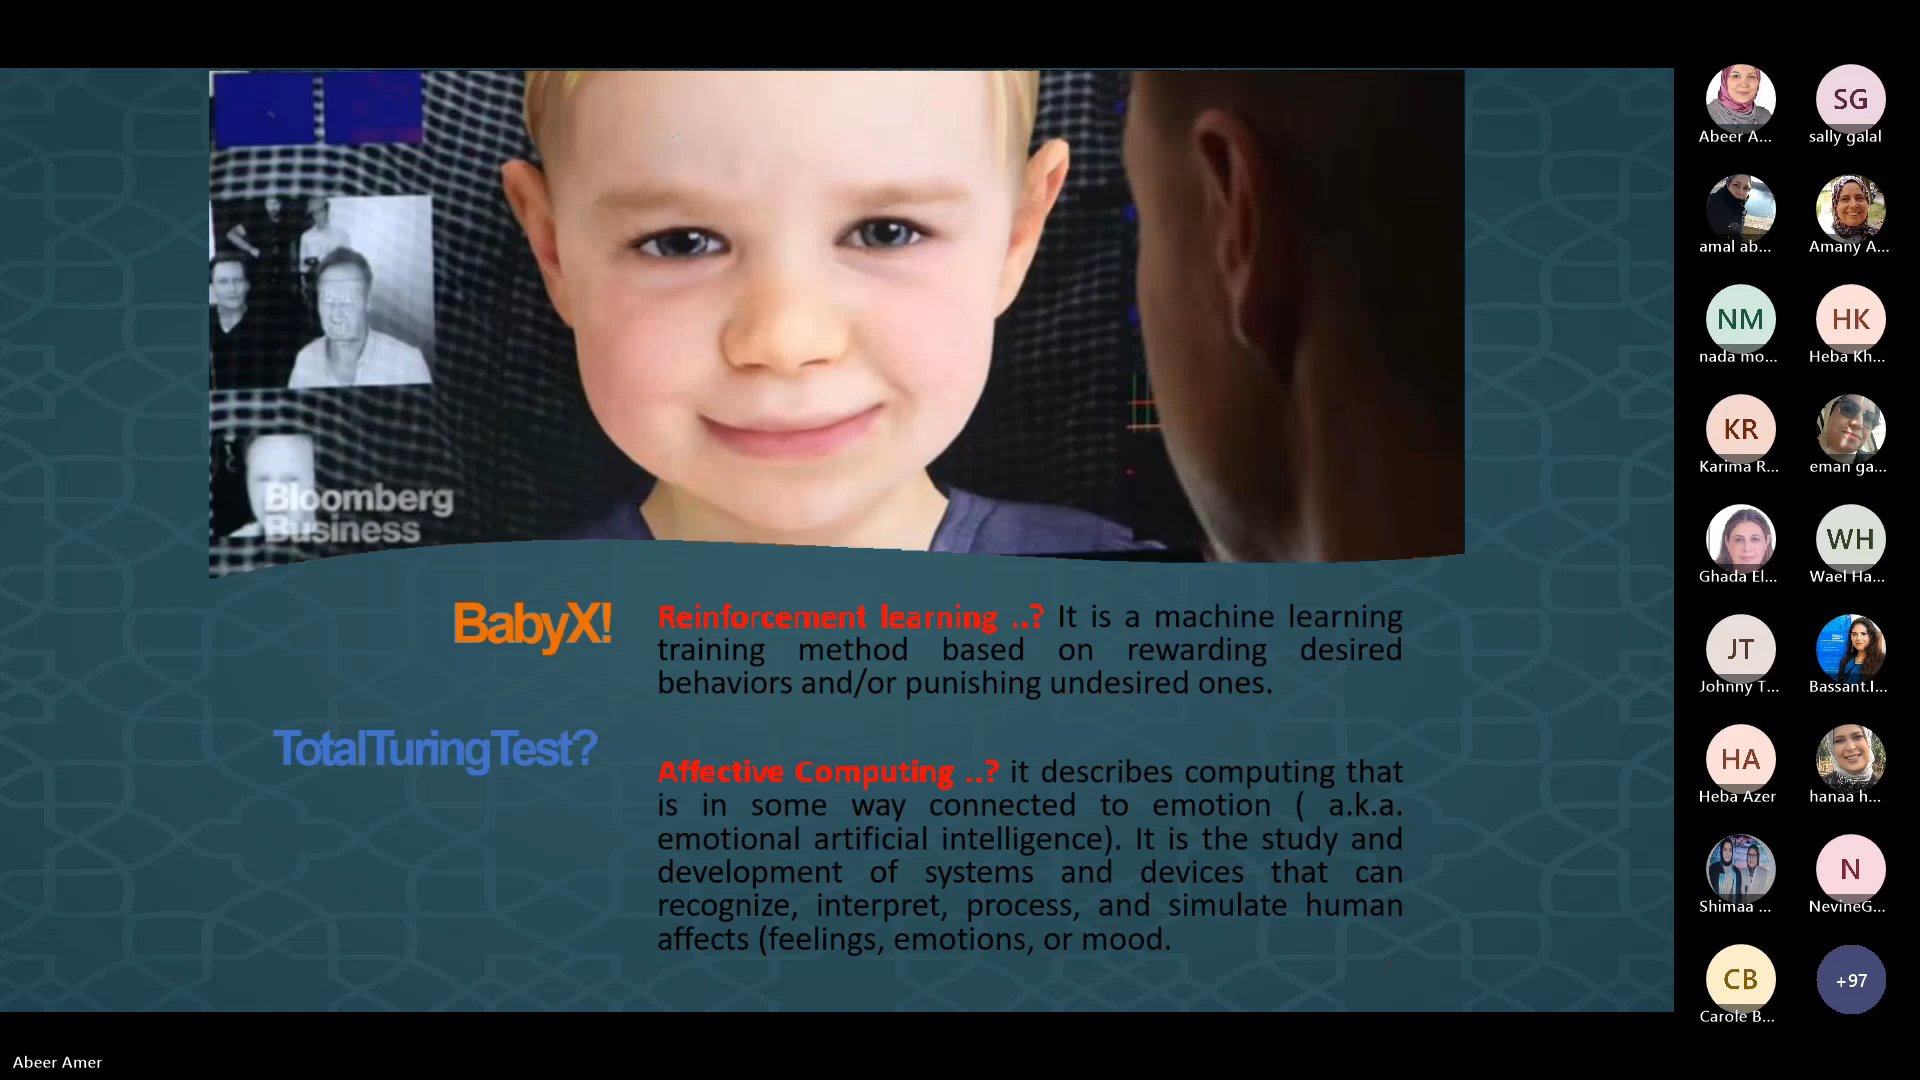 Bloomberg
Business
BabyX!
Reinforcement learning ..? It is a machine learning
training method based on rewarding desired
behaviors and/or punishing undesired ones.
TotalTuringTest?
Affective Computing ..? it describes computing that
is in some way connected to emotion ( a.k.a.
emotional artificial intelligence). It is the study and
development of systems and devices that can
recognize, interpret, process, and simulate human
affects (feelings, emotions, or mood.
Abeer A...
SG
sally galal
amal ab...
Amany A...
NM
nada mo...
HK
Heba Kh...
KR
Karima R...
eman ga...
Ghada El...
WH
Wael Ha...
JT
Johnny T...
Bassant.I...
HA
Heba Azer
hanaa h...
Shimaa ...
N
NevineG...
CB
Carole B...
+97
Abeer Amer